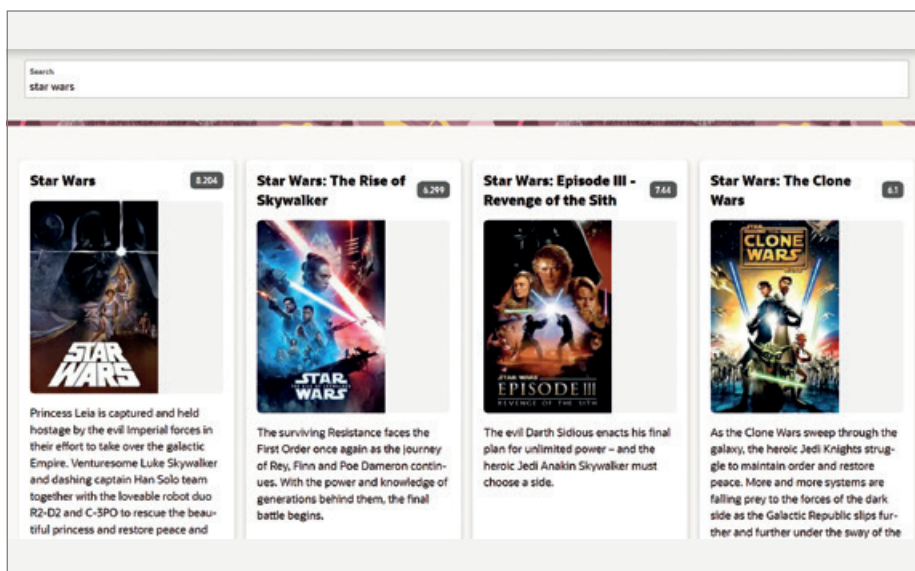 Search
star wars
Star Wars
8.204
Princess Leia is captured and held
hostage by the evil Imperial forces in
their effort to take over the galactic
Empire. Venturesome Luke Skywalker
and dashing captain Han Solo team
together with the loveable robot duo
R2-D2 and C-3PO to rescue the beau-
tiful princess and restore peace and
Star Wars: The Rise of
Skywalker
6.299
STAR
THE RISE OF SKYWALKER
WARS
The surviving Resistance faces the
First Order once again as the journey
of Rey, Finn and Poe Dameron contin-
ues. With the power and knowledge of
generations behind them, the final
battle begins.
Star Wars: Episode III -
Revenge of the Sith
7.44
STAR WARS
EPISODE III
REVENGE OF THE SITH
The evil Darth Sidious enacts his final
plan for unlimited power – and the
heroic Jedi Anakin Skywalker must
choose a side.
Star Wars: The Clone
Wars
6.1
STAR WARS
CLONE
WARS
As the Clone Wars sweep through the
galaxy, the heroic Jedi Knights strug-
gle to maintain order and restore
peace. More and more systems are
falling prey to the forces of the dark
side as the Galactic Republic slips fur-
ther and further under the sway of the
STAR
WARS